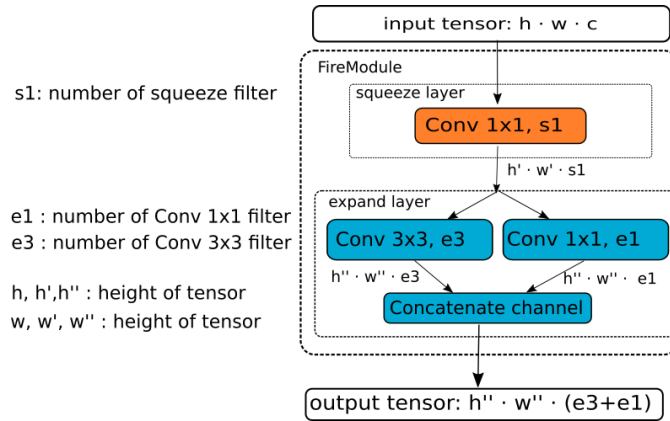 input tensor: h · w · c
FireModule
squeeze layer
s1: number of squeeze filter
Conv 1x1, s1
h' · w' · s1
expand layer
e1 : number of Conv 1x1 filter
e3 : number of Conv 3x3 filter
Conv 3x3, e3
Conv 1x1, e1
h'' · w'' · e3
h'' · w'' · e1
h, h',h'' : height of tensor
w, w', w'' : height of tensor
Concatenate channel
output tensor: h'' · w'' · (e3+e1)